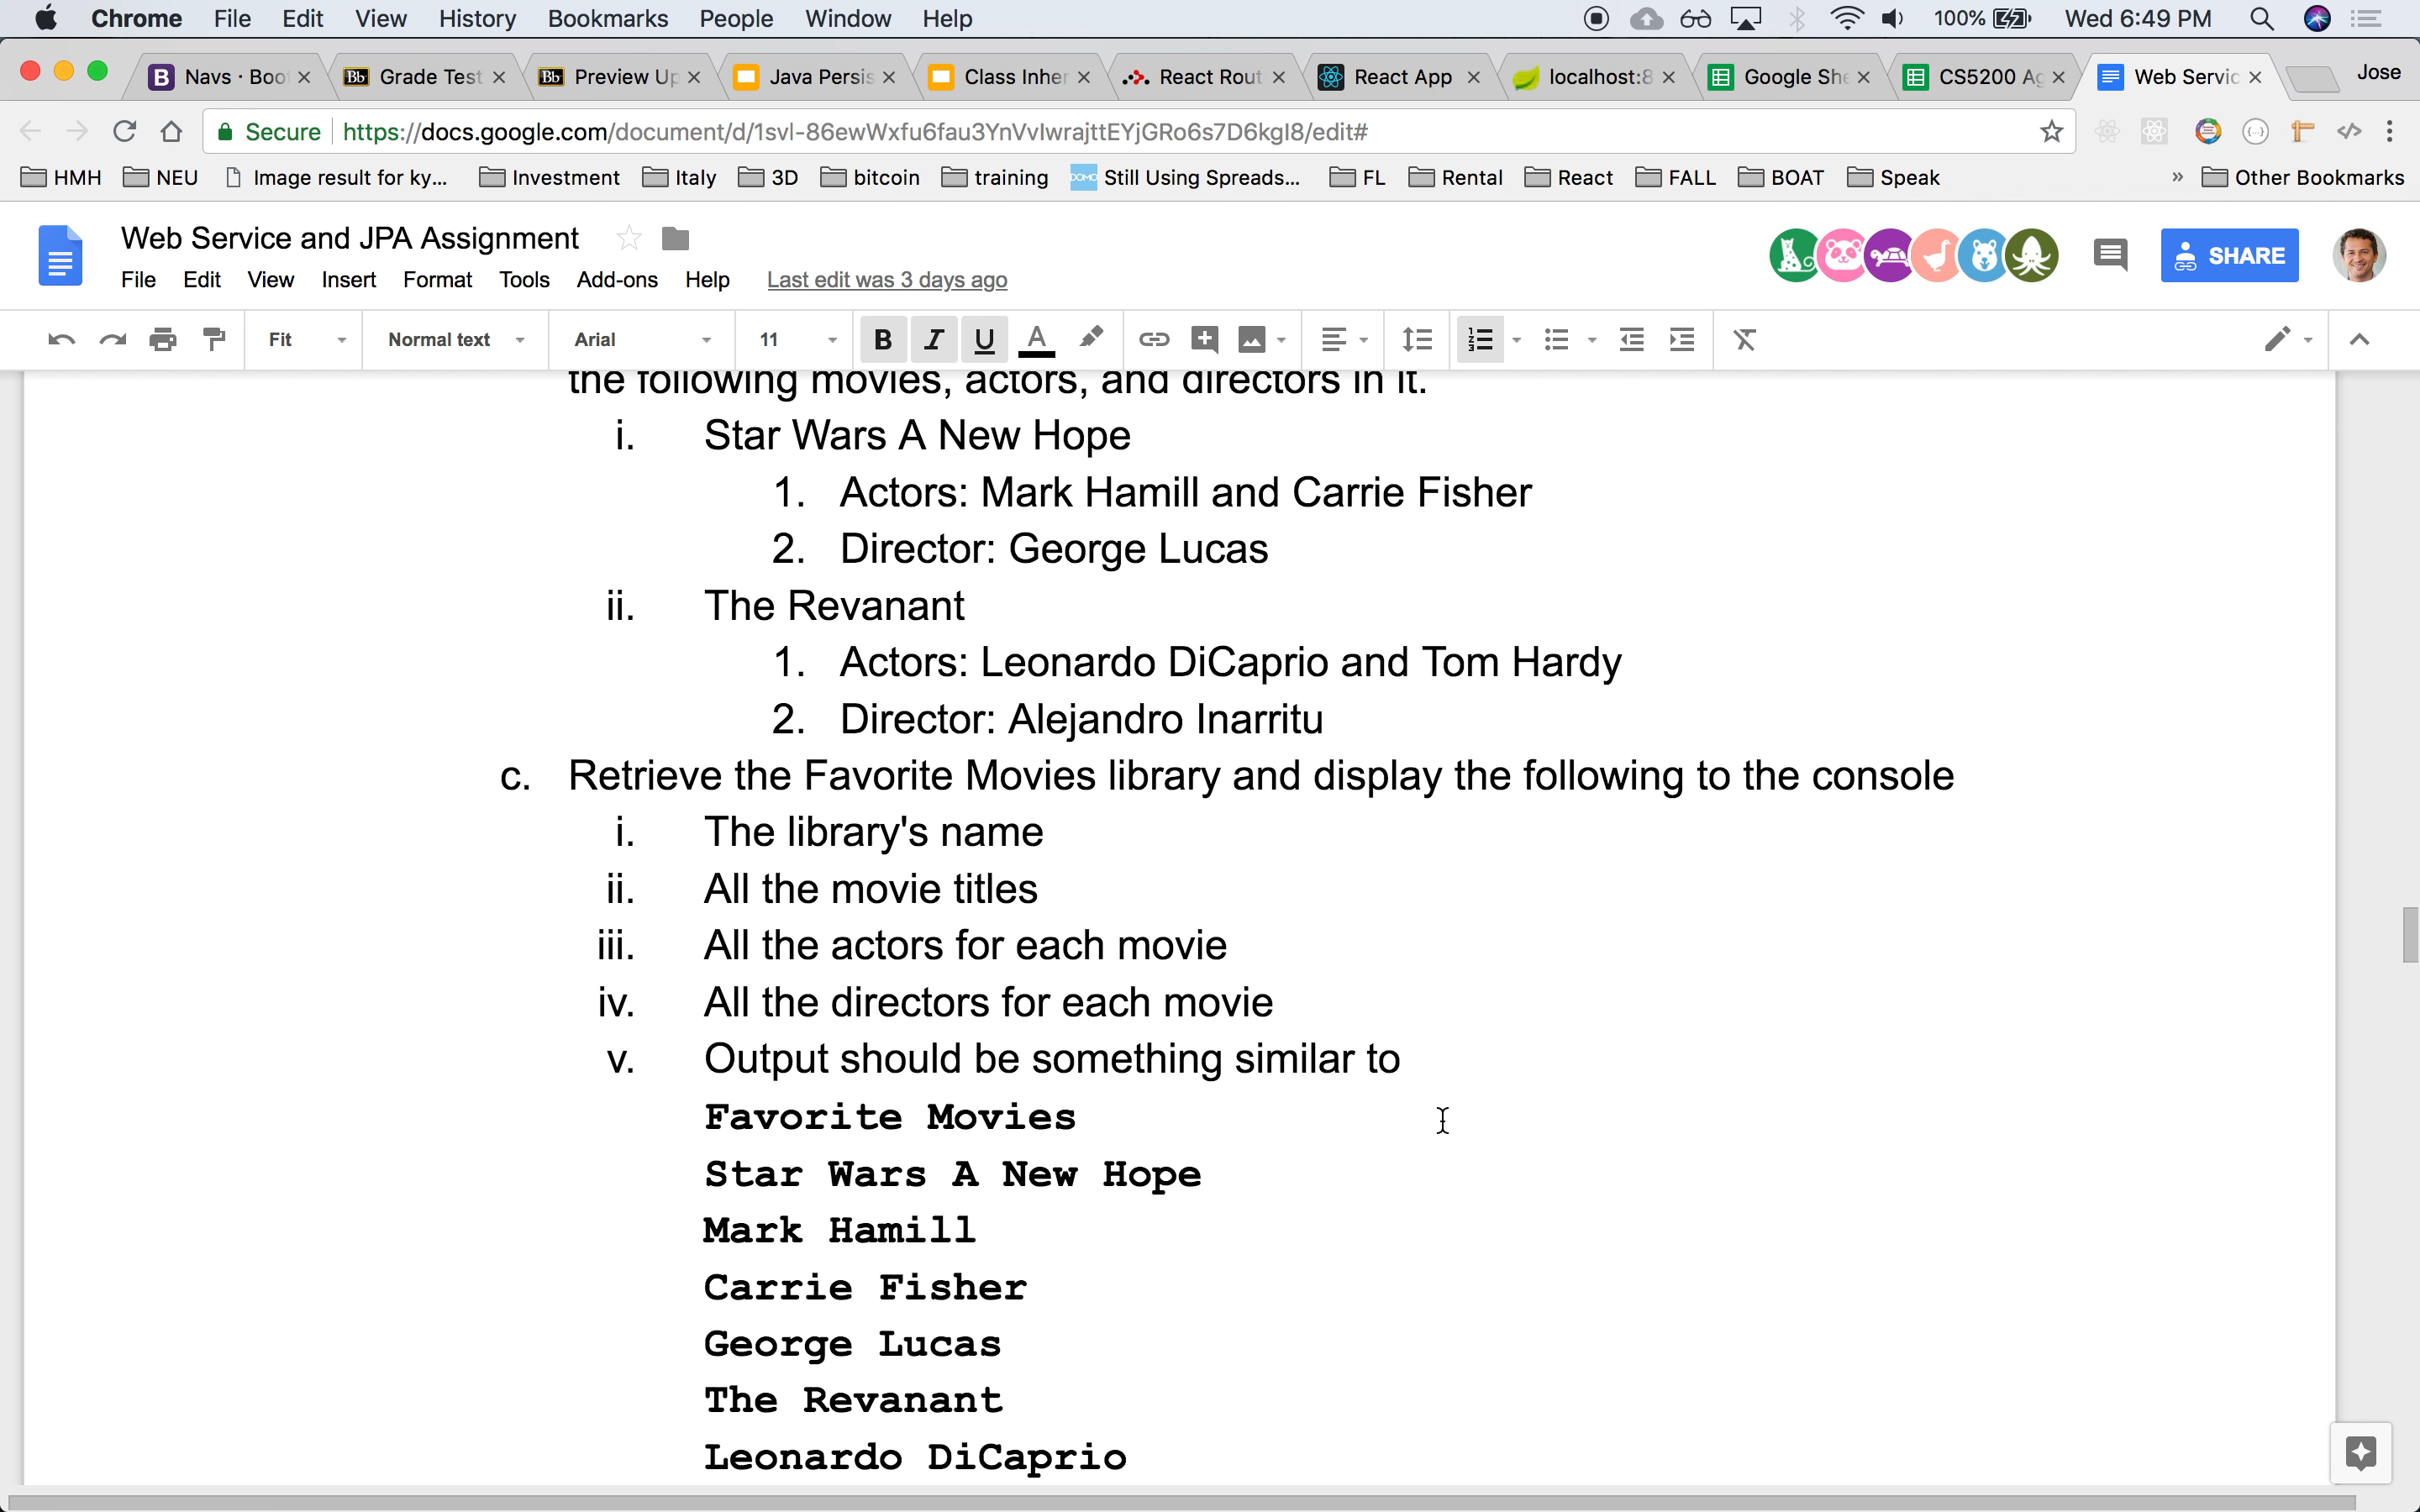 Chrome File Edit View History Bookmarks People Window Help 100% Wed 6:49 PM
Navs · Boo Grade Test Preview Up Java Persis Class Inher React Rout React App localhost:8 Google She CS5200 Ag Web Servic Jose
Secure https://docs.google.com/document/d/1svl-86ewWxfu6fau3YnVvlwrajttEYjGRo6s7D6kgl8/edit#
HMH NEU Image result for ky... Investment Italy 3D bitcoin training DOMO Still Using Spreads... FL Rental React FALL BOAT Speak » Other Bookmarks
Web Service and JPA Assignment
SHARE
File Edit View Insert Format Tools Add-ons Help Last edit was 3 days ago
Fit Normal text Arial 11 B I U A
the following movies, actors, and directors in it.
i. Star Wars A New Hope
1. Actors: Mark Hamill and Carrie Fisher
2. Director: George Lucas
ii. The Revanant
1. Actors: Leonardo DiCaprio and Tom Hardy
2. Director: Alejandro Inarritu
c. Retrieve the Favorite Movies library and display the following to the console
i. The library's name
ii. All the movie titles
iii. All the actors for each movie
iv. All the directors for each movie
v. Output should be something similar to
Favorite Movies
Star Wars A New Hope
Mark Hamill
Carrie Fisher
George Lucas
The Revanant
Leonardo DiCaprio